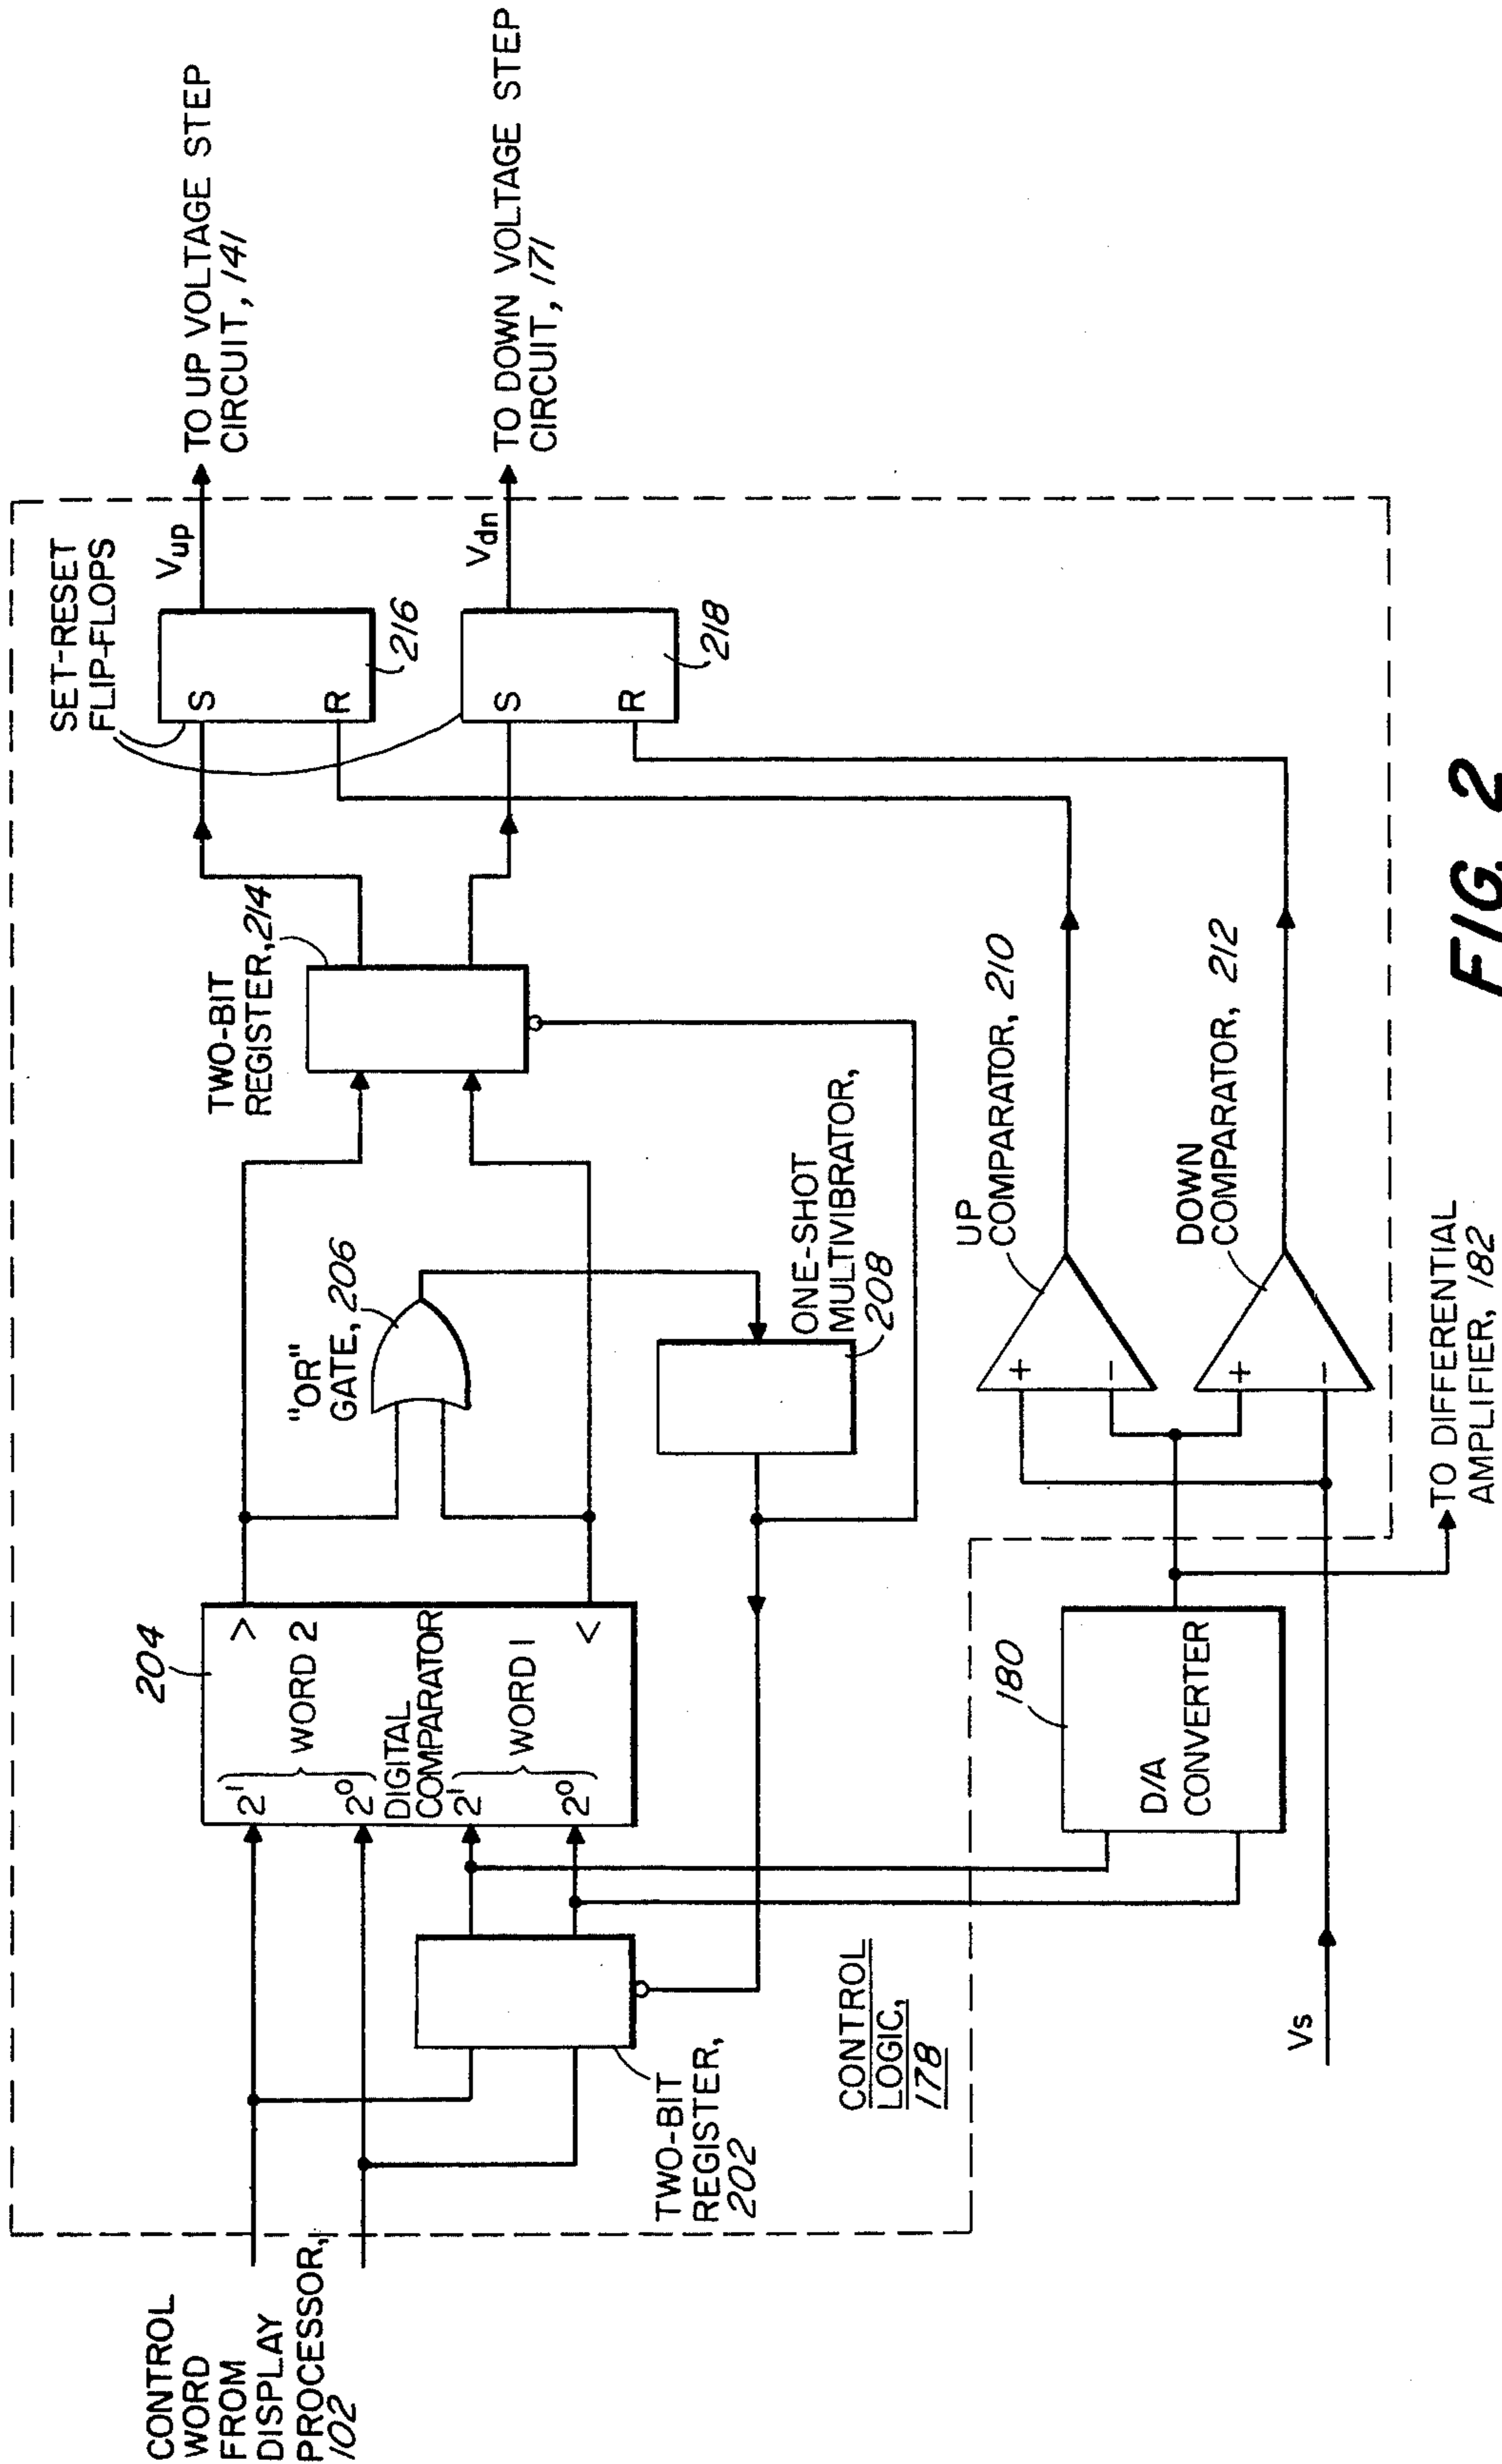 CONTROL
WORD
FROM
DISPLAY
PROCESSOR,
102
204
2¹
2⁰
WORD 2
>
DIGITAL
COMPARATOR
2¹
2⁰
WORD 1
<
TWO-BIT
REGISTER,
202
"OR"
GATE, 206
ONE-SHOT
MULTIVIBRATOR,
208
TWO-BIT
REGISTER, 214
SET-RESET
FLIP-FLOPS
S
R
216
Vup
TO UP VOLTAGE STEP
CIRCUIT, 141
S
R
218
Vdn
TO DOWN VOLTAGE STEP
CIRCUIT, 171
CONTROL
LOGIC,
178
180
D/A
CONVERTER
Vs
UP
COMPARATOR, 210
+
−
DOWN
COMPARATOR, 212
+
−
TO DIFFERENTIAL
AMPLIFIER, 182
FIG. 2